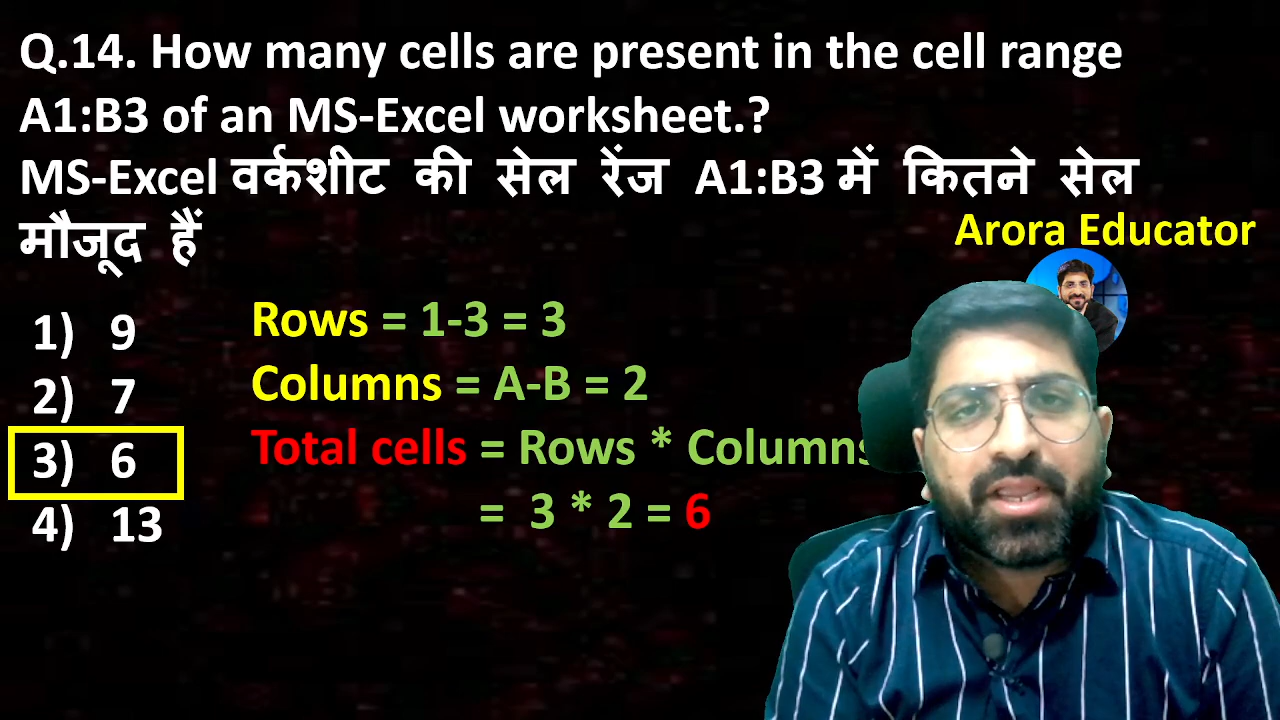 Q.14. How many cells are present in the cell range
A1:B3 of an MS-Excel worksheet.?
MS-Excel वर्कशीट की सेल रेंज A1:B3 में कितने सेल
मौजूद हैं
Arora Educator
1) 9
2) 7
3) 6
4) 13
Rows = 1-3 = 3
Columns = A-B = 2
Total cells = Rows * Columns
= 3 * 2 = 6